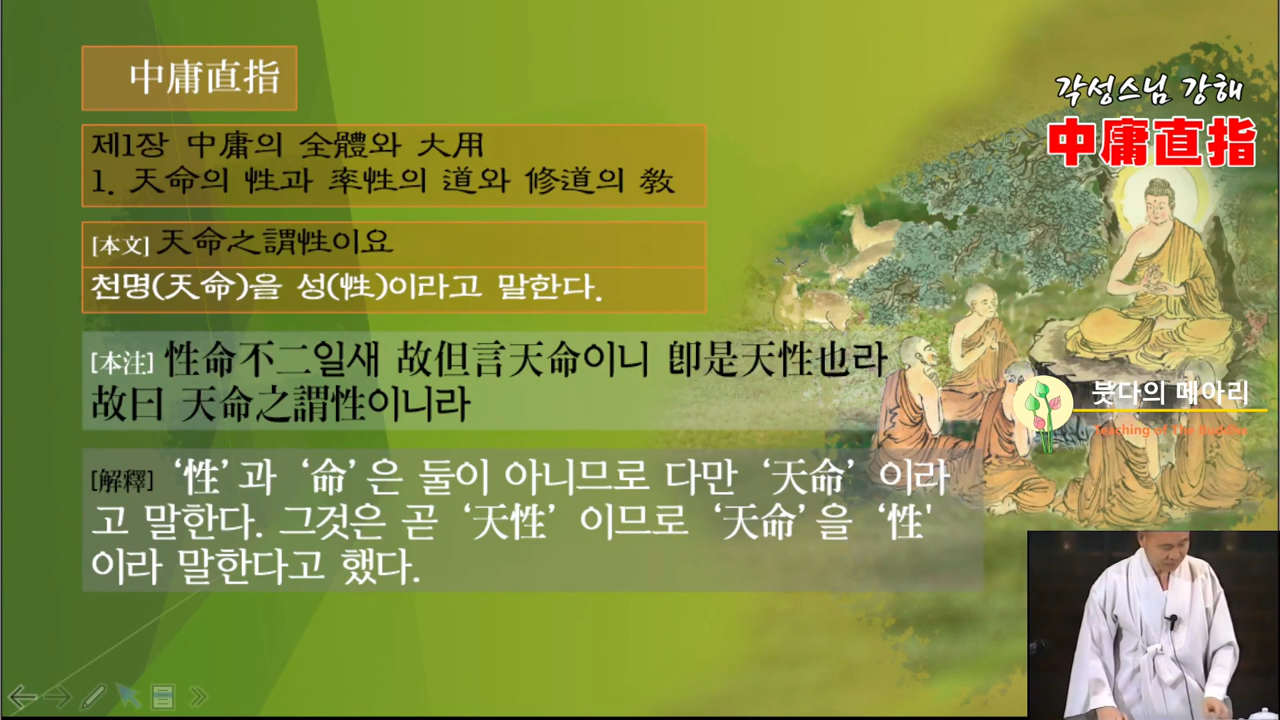 中庸直指
각성스님 강해
中庸直指
제1장 中庸의 全體와 大用
1. 天命의 性과 率性의 道와 修道의 敎
[本文] 天命之謂性이요
천명(天命)을 성(性)이라고 말한다.
[本注] 性命不二일새 故但言天命이니 卽是天性也라
故曰 天命之謂性이니라
붓다의 메아리
Teaching of The Buddha
[解釋] ‘性’과 ‘命’은 둘이 아니므로 다만 ‘天命’ 이라
고 말한다. 그것은 곧 ‘天性’ 이므로 ‘天命’을 ‘性'
이라 말한다고 했다.